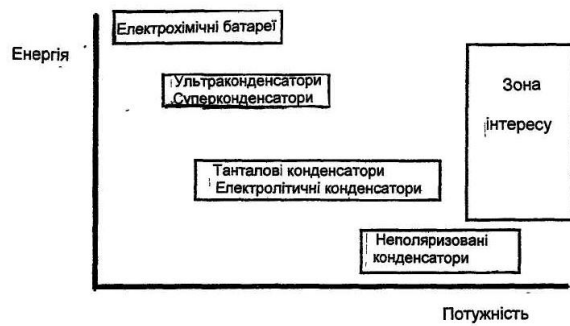 Електрохімічні батареї
Енергія
Ультраконденсатори
Суперконденсатори
Зона
інтересу
Танталові конденсатори
Електролітичні конденсатори
Неполяризовані
конденсатори
Потужність